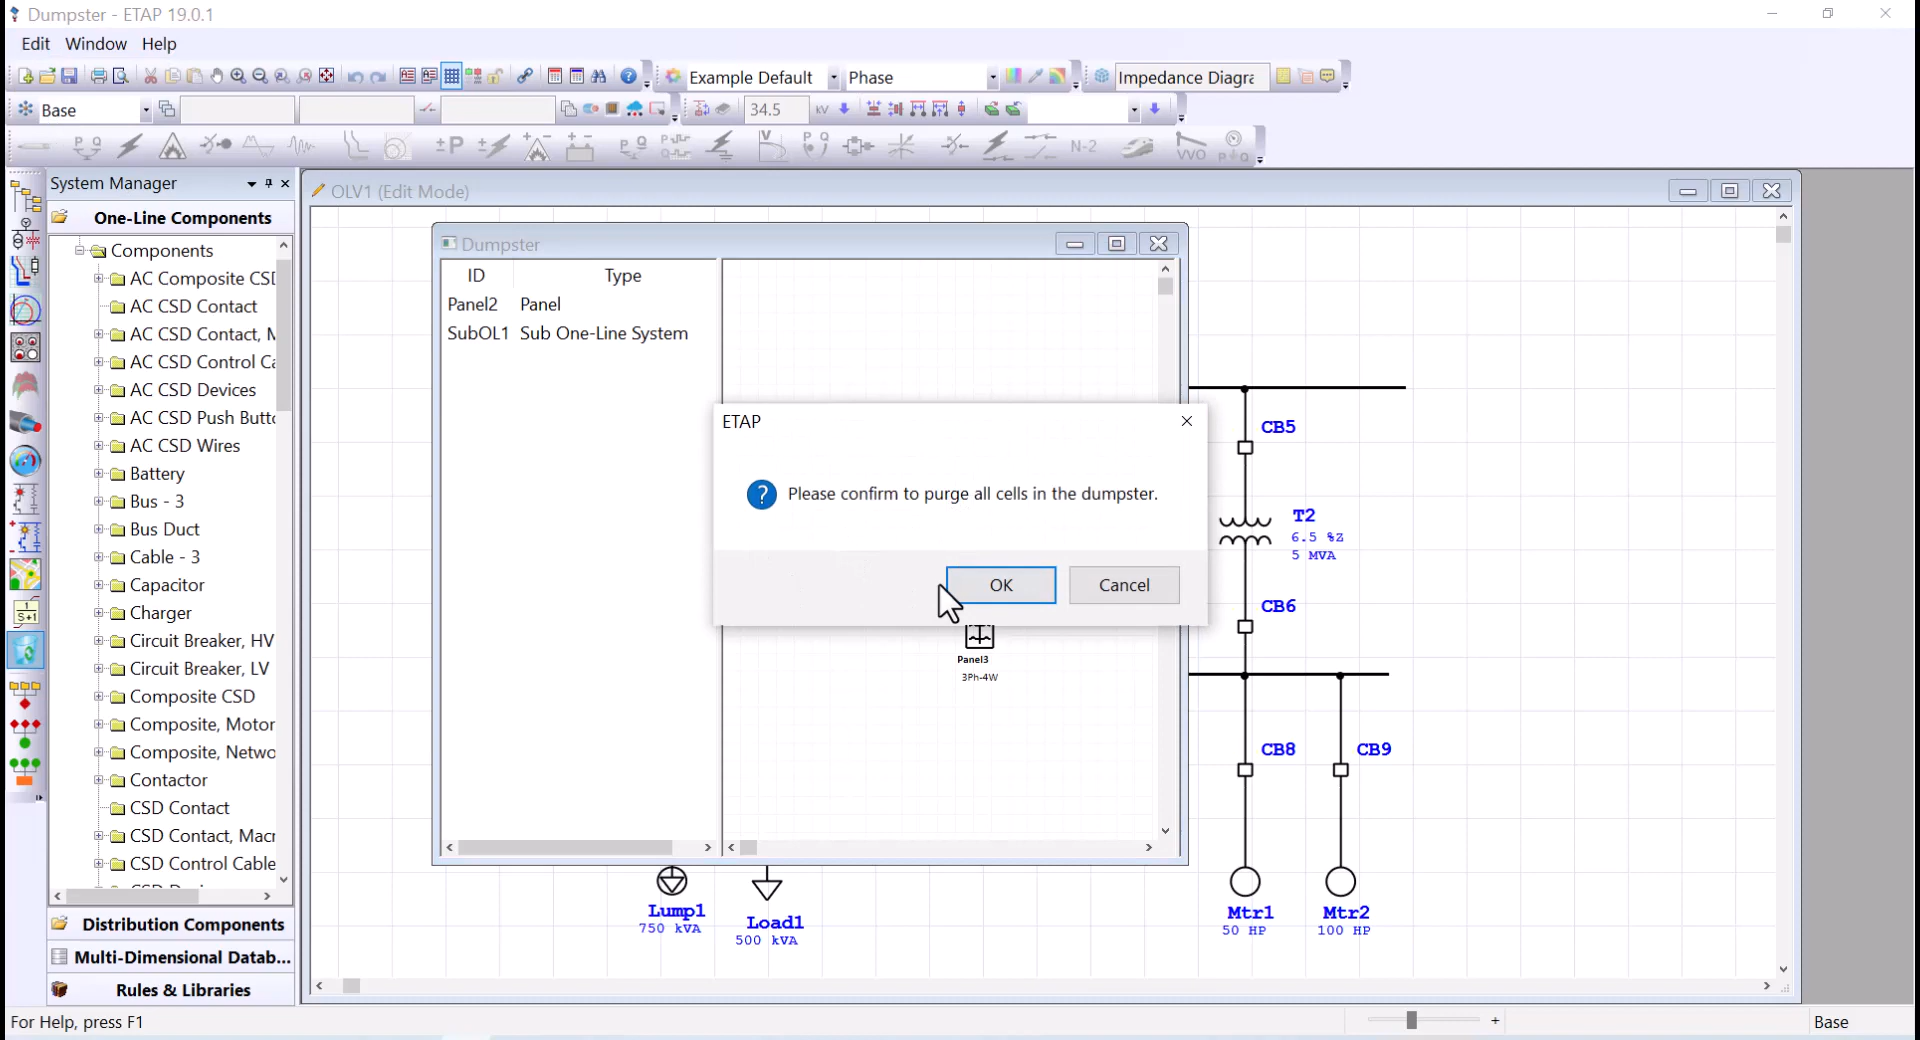 Dumpster - ETAP 19.0.1
Edit Window Help
Example Default
Phase
Impedance Diagra
Base
34.5
kV
N-2
VVO
System Manager
One-Line Components
Components
AC Composite CSD
AC CSD Contact
AC CSD Contact, M
AC CSD Control Ca
AC CSD Devices
AC CSD Push Butto
AC CSD Wires
Battery
Bus - 3
Bus Duct
Cable - 3
Capacitor
Charger
Circuit Breaker, HV
Circuit Breaker, LV
Composite CSD
Composite, Motor
Composite, Netwo
Contactor
CSD Contact
CSD Contact, Macr
CSD Control Cable
Distribution Components
Multi-Dimensional Datab...
Rules & Libraries
OLV1 (Edit Mode)
Dumpster
ID Type
Panel2 Panel
SubOL1 Sub One-Line System
ETAP
Please confirm to purge all cells in the dumpster.
OK
Cancel
Panel3
3Ph-4W
CB5
T2
6.5 %Z
5 MVA
CB6
CB8
CB9
Lump1
750 kVA
Load1
500 kVA
Mtr1
50 HP
Mtr2
100 HP
For Help, press F1
Base